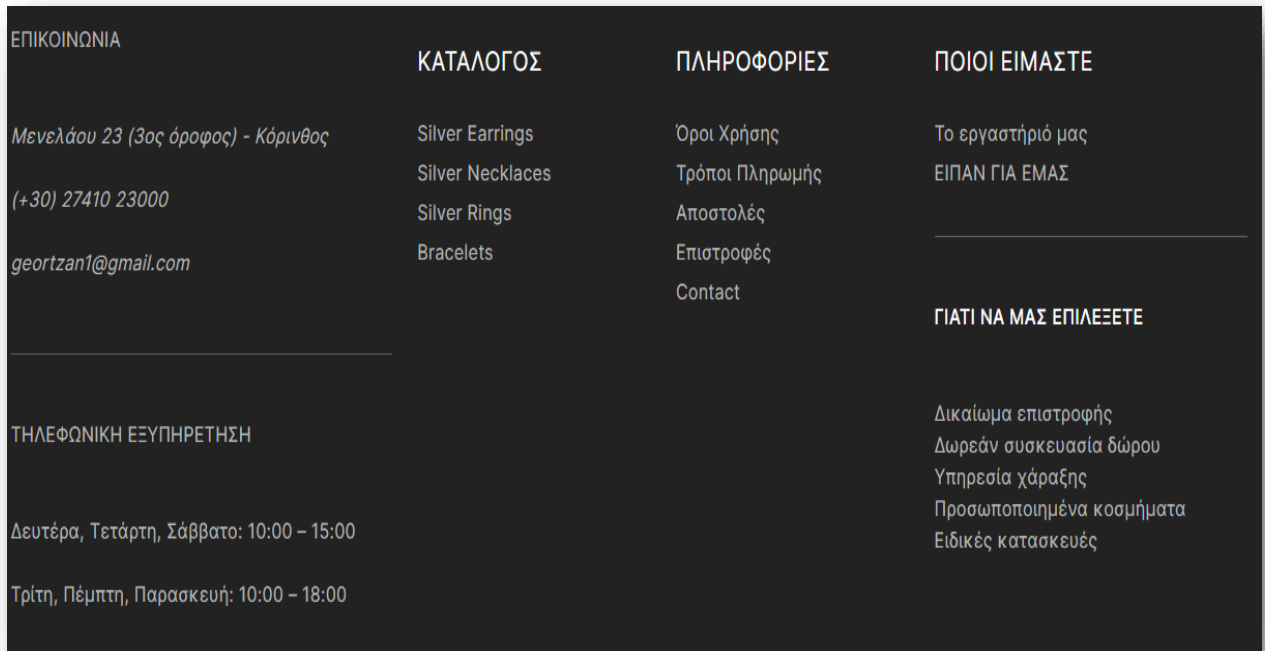 ΕΠΙΚΟΙΝΩΝΙΑ
Μενελάου 23 (3ος όροφος) - Κόρινθος
(+30) 27410 23000
geortzan1@gmail.com
ΤΗΛΕΦΩΝΙΚΗ ΕΞΥΠΗΡΕΤΗΣΗ
Δευτέρα, Τετάρτη, Σάββατο: 10:00 – 15:00
Τρίτη, Πέμπτη, Παρασκευή: 10:00 – 18:00
ΚΑΤΑΛΟΓΟΣ
Silver Earrings
Silver Necklaces
Silver Rings
Bracelets
ΠΛΗΡΟΦΟΡΙΕΣ
Όροι Χρήσης
Τρόποι Πληρωμής
Αποστολές
Επιστροφές
Contact
ΠΟΙΟΙ ΕΙΜΑΣΤΕ
Το εργαστήριό μας
ΕΙΠΑΝ ΓΙΑ ΕΜΑΣ
ΓΙΑΤΙ ΝΑ ΜΑΣ ΕΠΙΛΕΞΕΤΕ
Δικαίωμα επιστροφής
Δωρεάν συσκευασία δώρου
Υπηρεσία χάραξης
Προσωποποιημένα κοσμήματα
Ειδικές κατασκευές